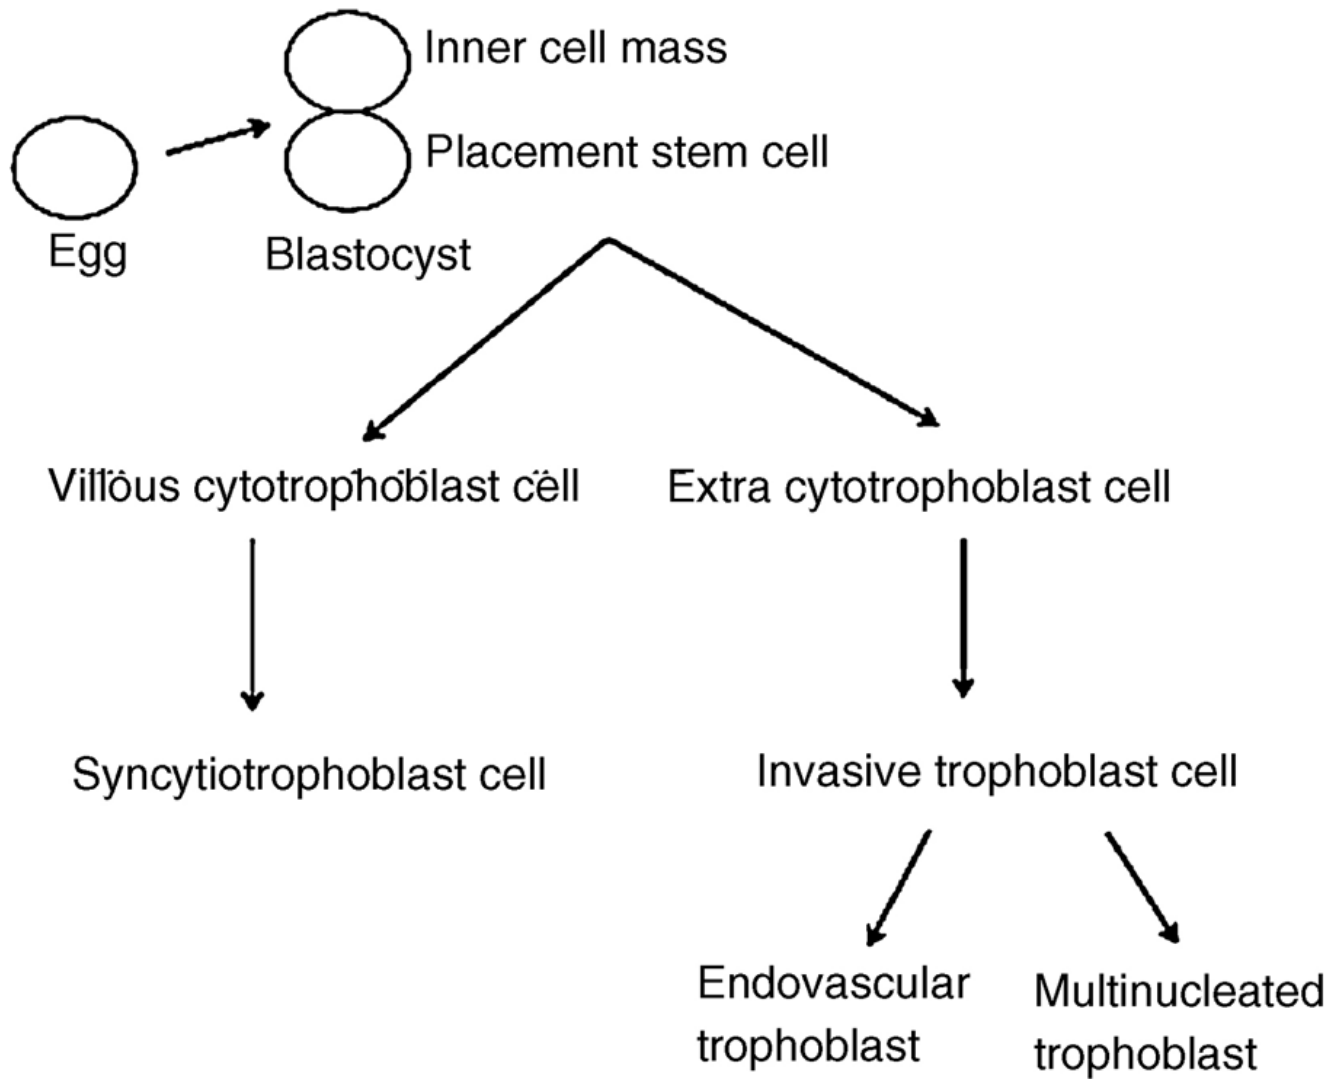 Inner cell mass
Placement stem cell
Egg
Blastocyst
Villous cytotrophoblast cell
Extra cytotrophoblast cell
Syncytiotrophoblast cell
Invasive trophoblast cell
Endovascular
trophoblast
Multinucleated
trophoblast